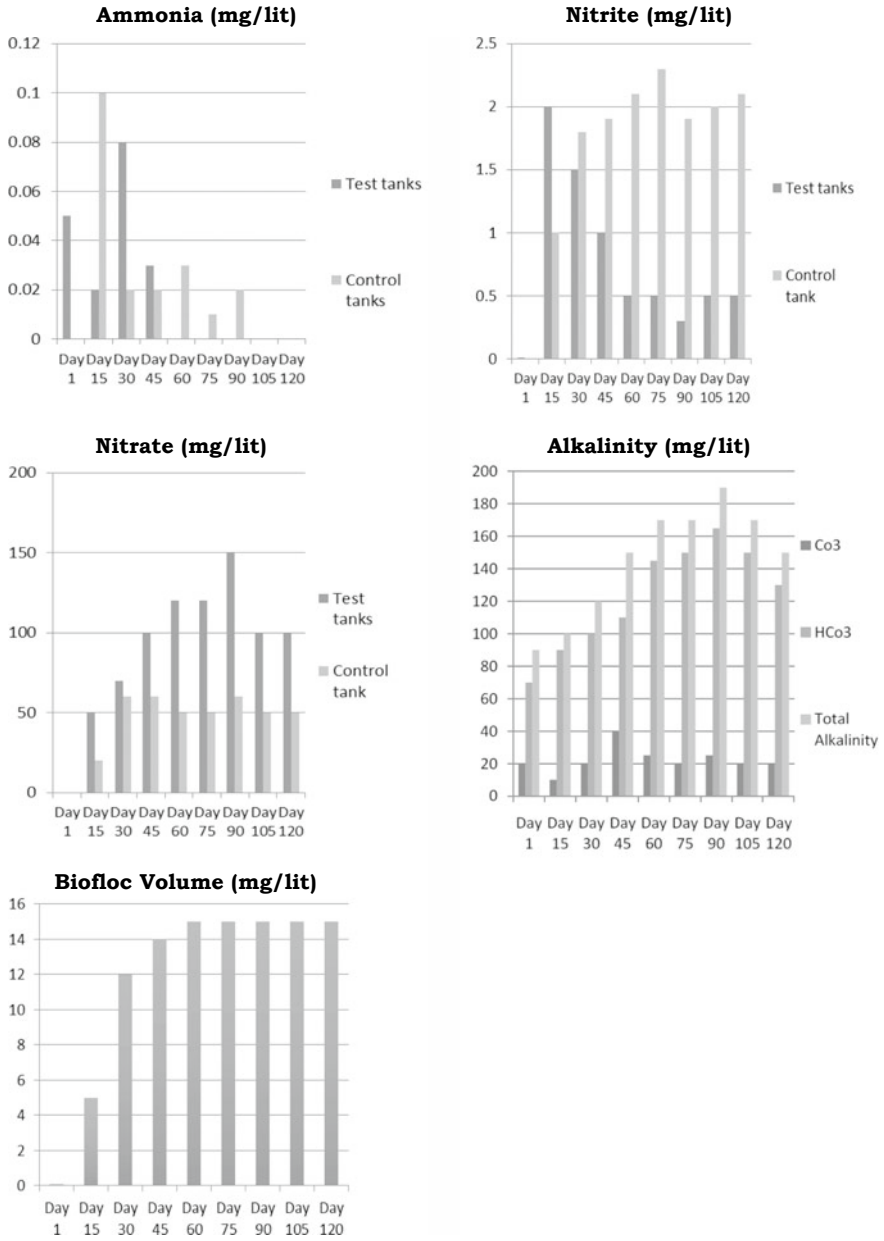 Ammonia (mg/lit)
0.12
0.1
0.08
0.06
0.04
0.02
0
Day Day Day Day Day Day Day Day Day
1 15 30 45 60 75 90 105 120
Test tanks
Control
tanks
Nitrite (mg/lit)
2.5
2
1.5
1
0.5
0
Day Day Day Day Day Day Day Day Day
1 15 30 45 60 75 90 105 120
Test tanks
Control
tank
Nitrate (mg/lit)
200
150
100
50
0
Day Day Day Day Day Day Day Day Day
1 15 30 45 60 75 90 105 120
Test
tanks
Control
tank
Alkalinity (mg/lit)
200
180
160
140
120
100
80
60
40
20
0
Day Day Day Day Day Day Day Day Day
1 15 30 45 60 75 90 105 120
Co3
HCo3
Total
Alkalinity
Biofloc Volume (mg/lit)
16
14
12
10
8
6
4
2
0
Day Day Day Day Day Day Day Day Day
1 15 30 45 60 75 90 105 120